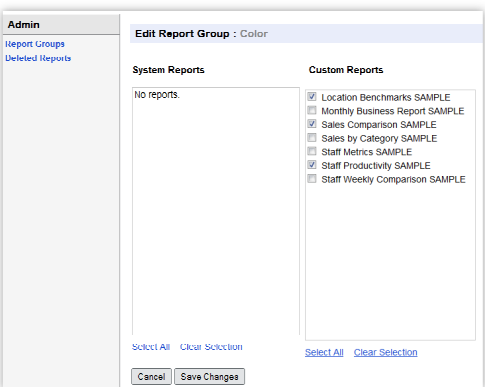 Admin
Report Groups
Deleted Reports
Edit Report Group : Color
System Reports
No reports.
Select All Clear Selection
Custom Reports
Location Benchmarks SAMPLE
Monthly Business Report SAMPLE
Sales Comparison SAMPLE
Sales by Category SAMPLE
Staff Metrics SAMPLE
Staff Productivity SAMPLE
Staff Weekly Comparison SAMPLE
Select All Clear Selection
Cancel Save Changes